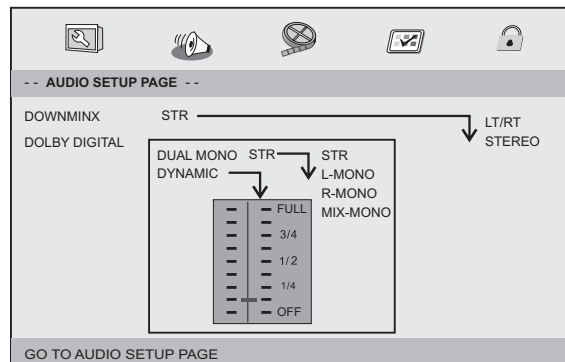 - - AUDIO SETUP PAGE - -
DOWNMINX STR LT/RT
STEREO
DOLBY DIGITAL
DUAL MONO STR STR
DYNAMIC L-MONO
R-MONO
MIX-MONO
FULL
3/4
1/2
1/4
OFF
GO TO AUDIO SETUP PAGE